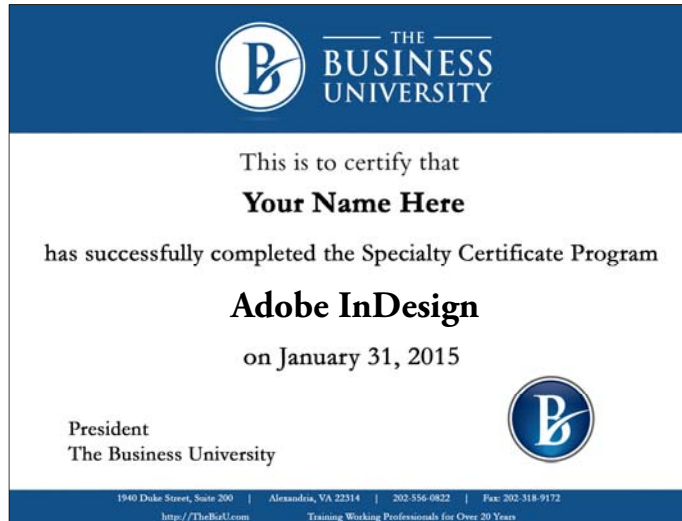 THE
BUSINESS
UNIVERSITY
This is to certify that
Your Name Here
has successfully completed the Specialty Certificate Program
Adobe InDesign
on January 31, 2015
President
The Business University
1940 Duke Street, Suite 200 | Alexandria, VA 22314 | 202-556-0822 | Fax: 202-318-9172
http://TheBizU.com Training Working Professionals for Over 20 Years